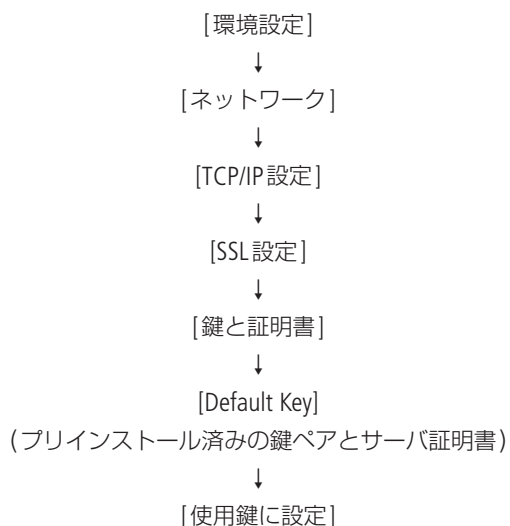 [環境設定]
↓
[ネットワーク]
↓
[TCP/IP設定]
↓
[SSL設定]
↓
[鍵と証明書]
↓
[Default Key]
(プリインストール済みの鍵ペアとサーバ証明書)
↓
[使用鍵に設定]